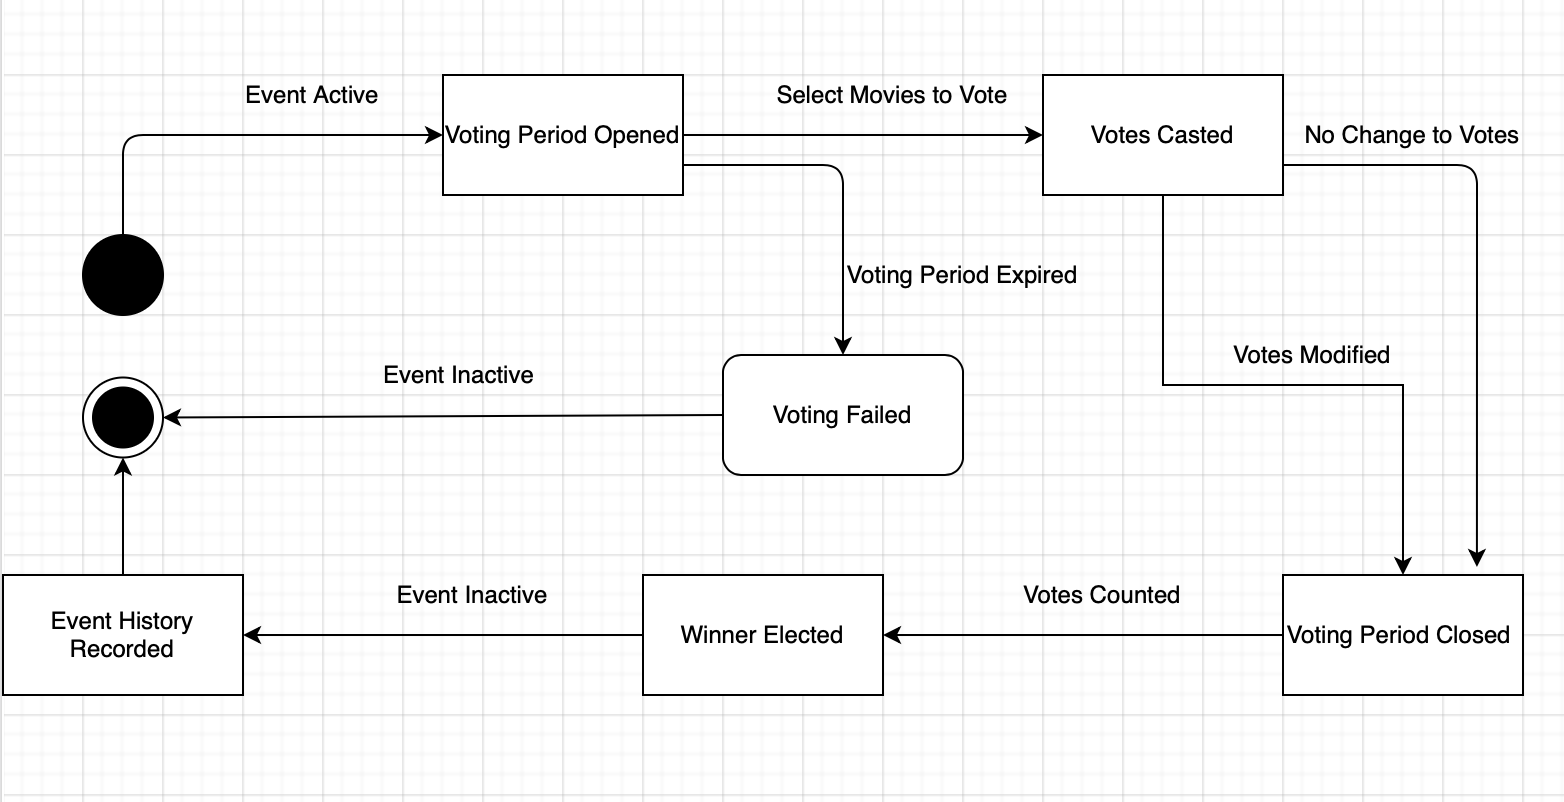 Event Active
Select Movies to Vote
Voting Period Opened
Votes Casted
No Change to Votes
Voting Period Expired
Votes Modified
Event Inactive
Voting Failed
Event Inactive
Votes Counted
Event History
Recorded
Winner Elected
Voting Period Closed